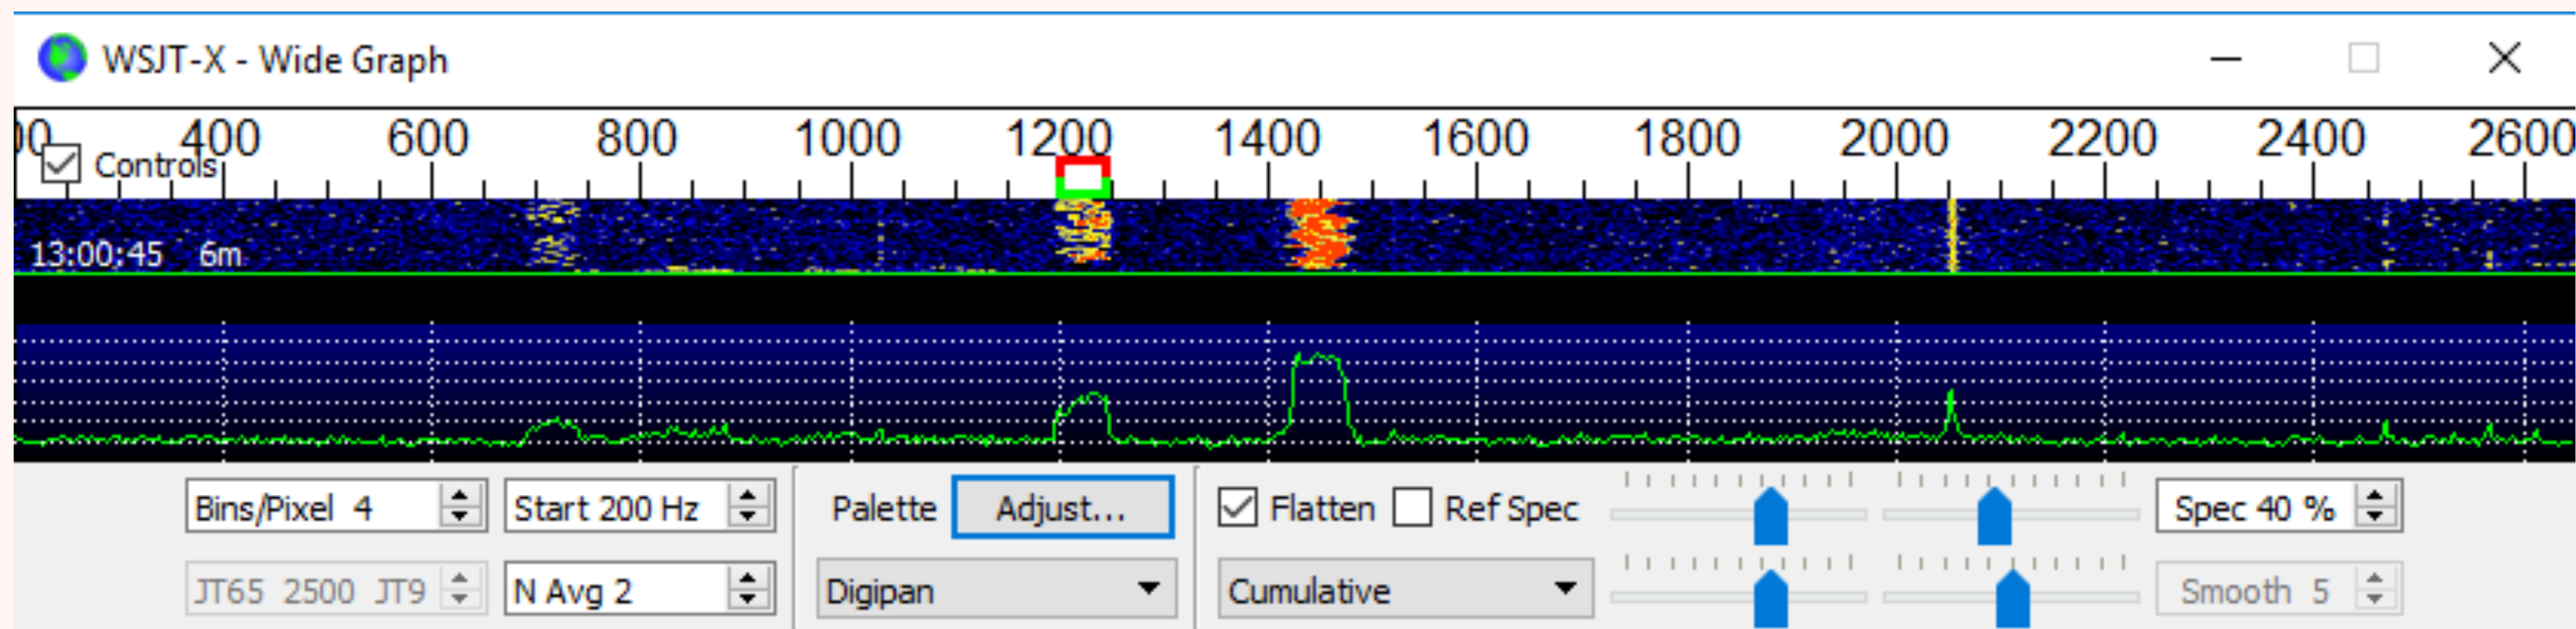 WSJT-X - Wide Graph
00 400 600 800 1000 1200 1400 1600 1800 2000 2200 2400 2600
Controls
13:00:45 6m
Bins/Pixel 4 Start 200 Hz Palette Adjust... Flatten Ref Spec Spec 40 %
JT65 2500 JT9 N Avg 2 Digipan Cumulative Smooth 5